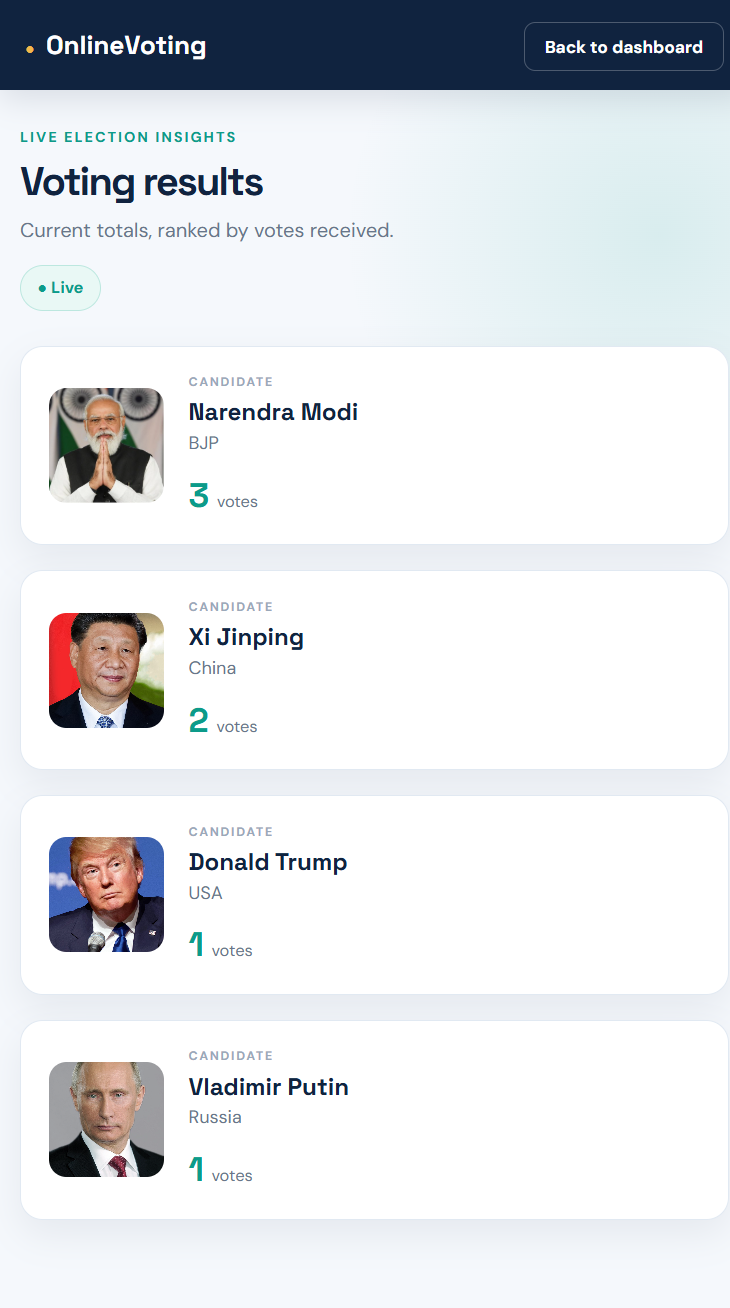 OnlineVoting
Back to dashboard
LIVE ELECTION INSIGHTS
Voting results
Current totals, ranked by votes received.
Live
CANDIDATE
Narendra Modi
BJP
3 votes
CANDIDATE
Xi Jinping
China
2 votes
CANDIDATE
Donald Trump
USA
1 votes
CANDIDATE
Vladimir Putin
Russia
1 votes